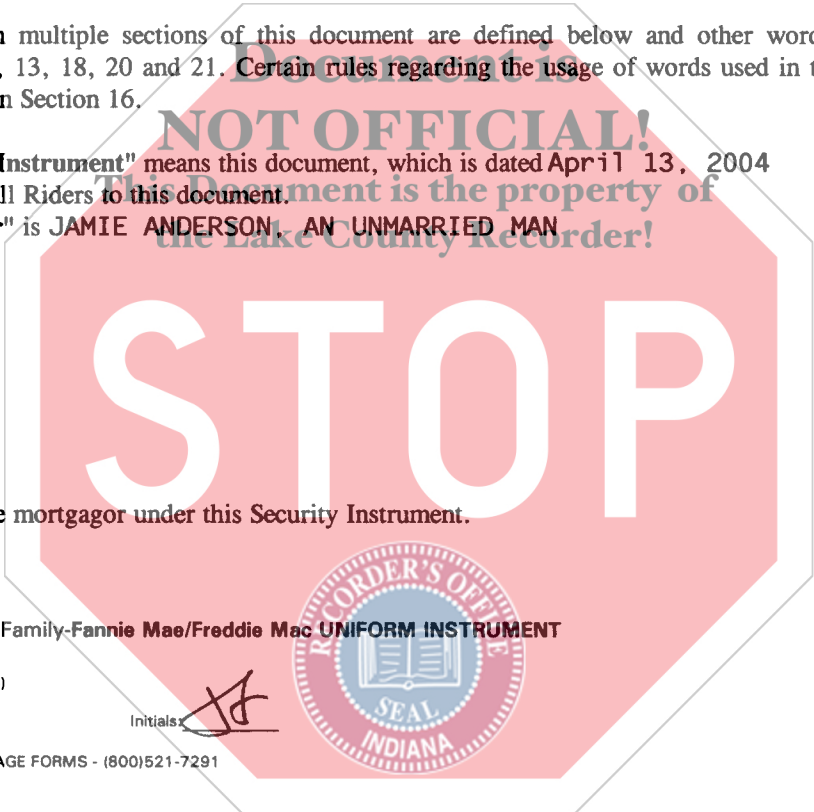 multiple sections of this document are defined below and other
, 13, 18, 20 and 21. Certain rules regarding the usage of words used in
n Section 16.
Document is
NOT OFFICIAL!
This Document is the property of
the Lake County Recorder!
Instrument" means this document, which is dated April 13, 2004
ll Riders to this document.
" is JAMIE ANDERSON, AN UNMARRIED MAN
STOP
mortgagor under this Security Instrument.
RECORDER'S OFFICE
SEAL
INDIANA
Family-Fannie Mae/Freddie Mac UNIFORM INSTRUMENT
)
Initials:
AGE FORMS - (800)521-7291